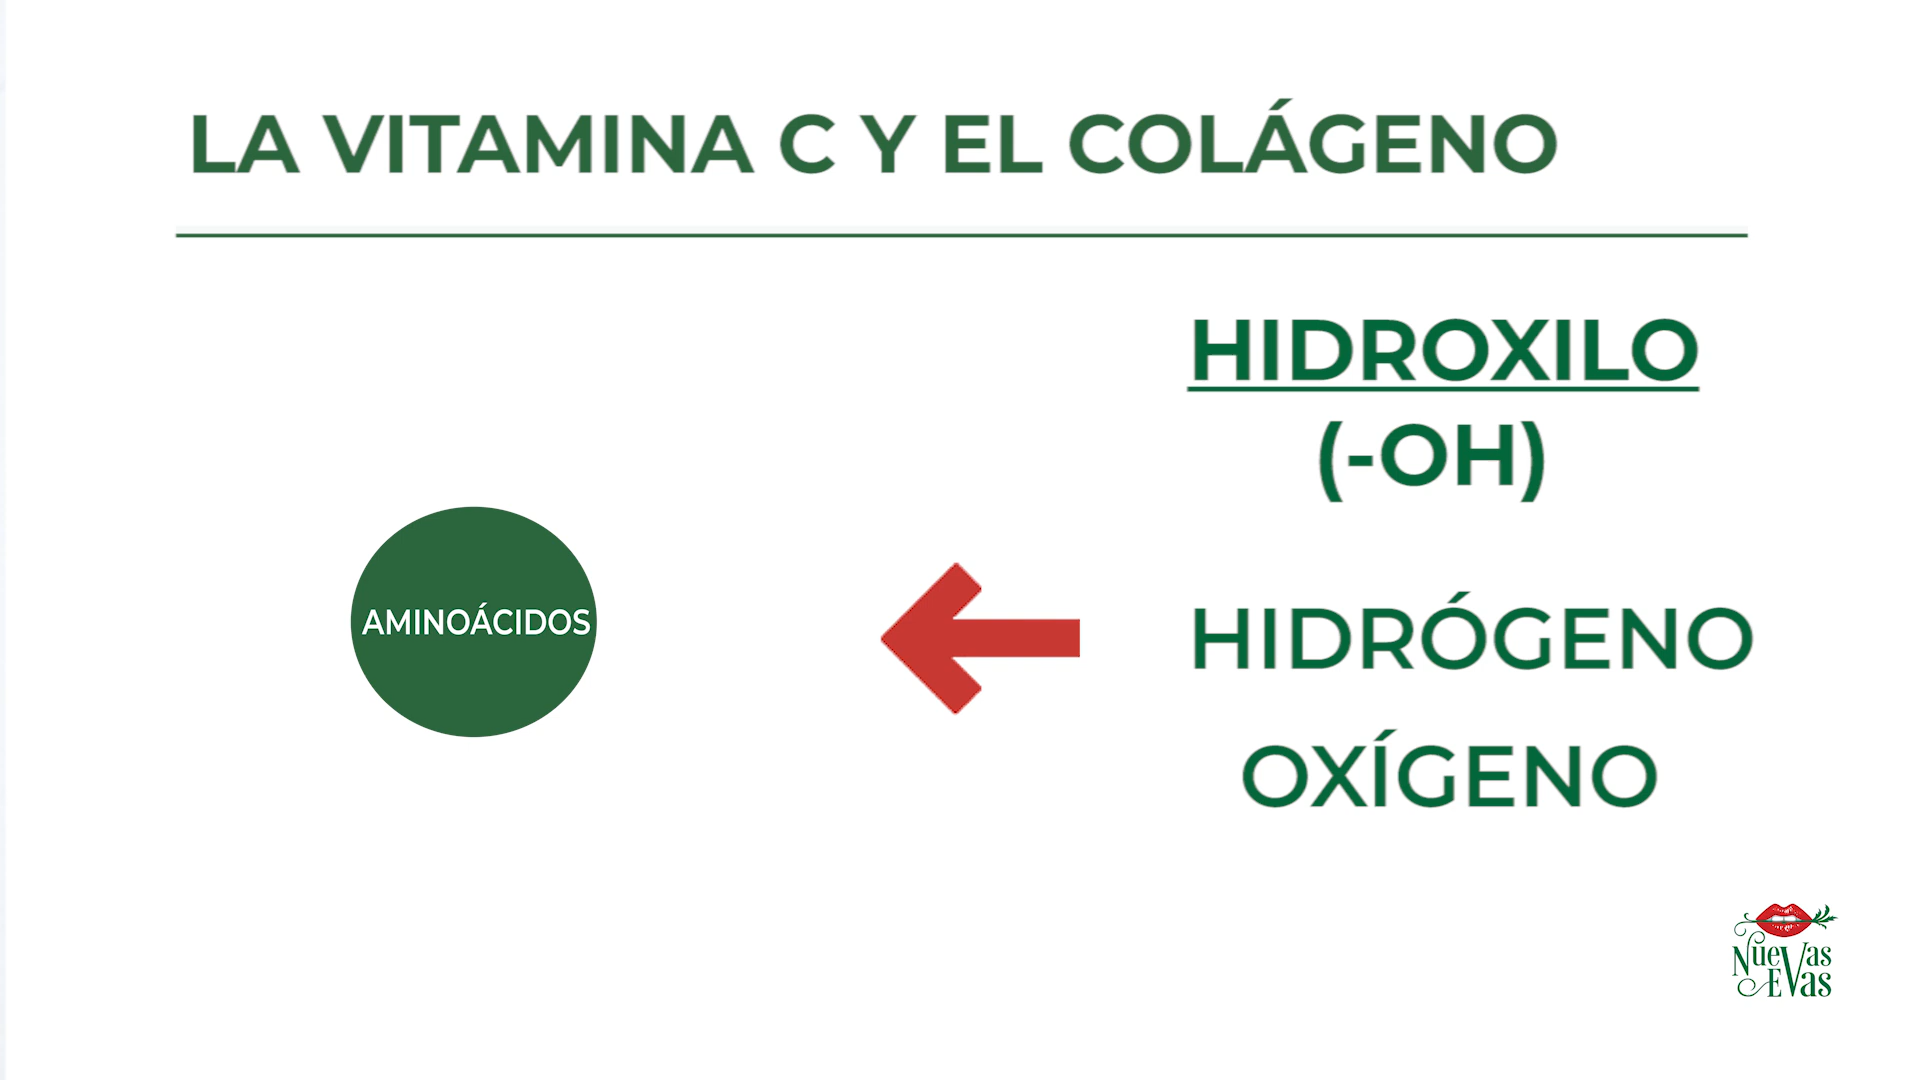 LA VITAMINA C Y EL COLÁGENO
HIDROXILO
(-OH)
AMINOÁCIDOS
HIDRÓGENO
OXÍGENO
NUEVAS
EVAS